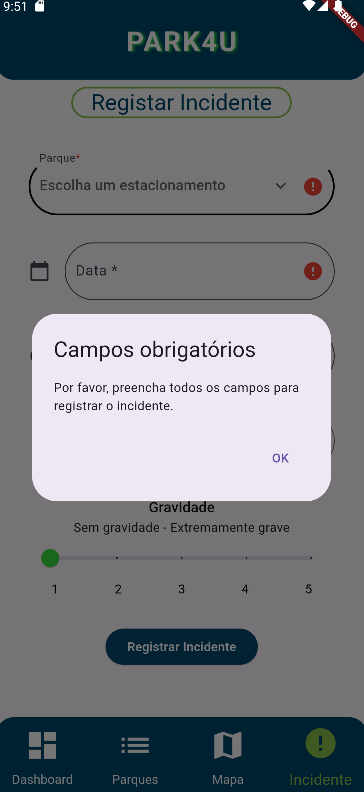 9:51
DEBUG
PARK4U
Registar Incidente
Parque*
Escolha um estacionamento
Data *
Campos obrigatórios
Por favor, preencha todos os campos para
registrar o incidente.
OK
Gravidade
Sem gravidade - Extremamente grave
1 2 3 4 5
Registrar Incidente
Dashboard Parques Mapa Incidente